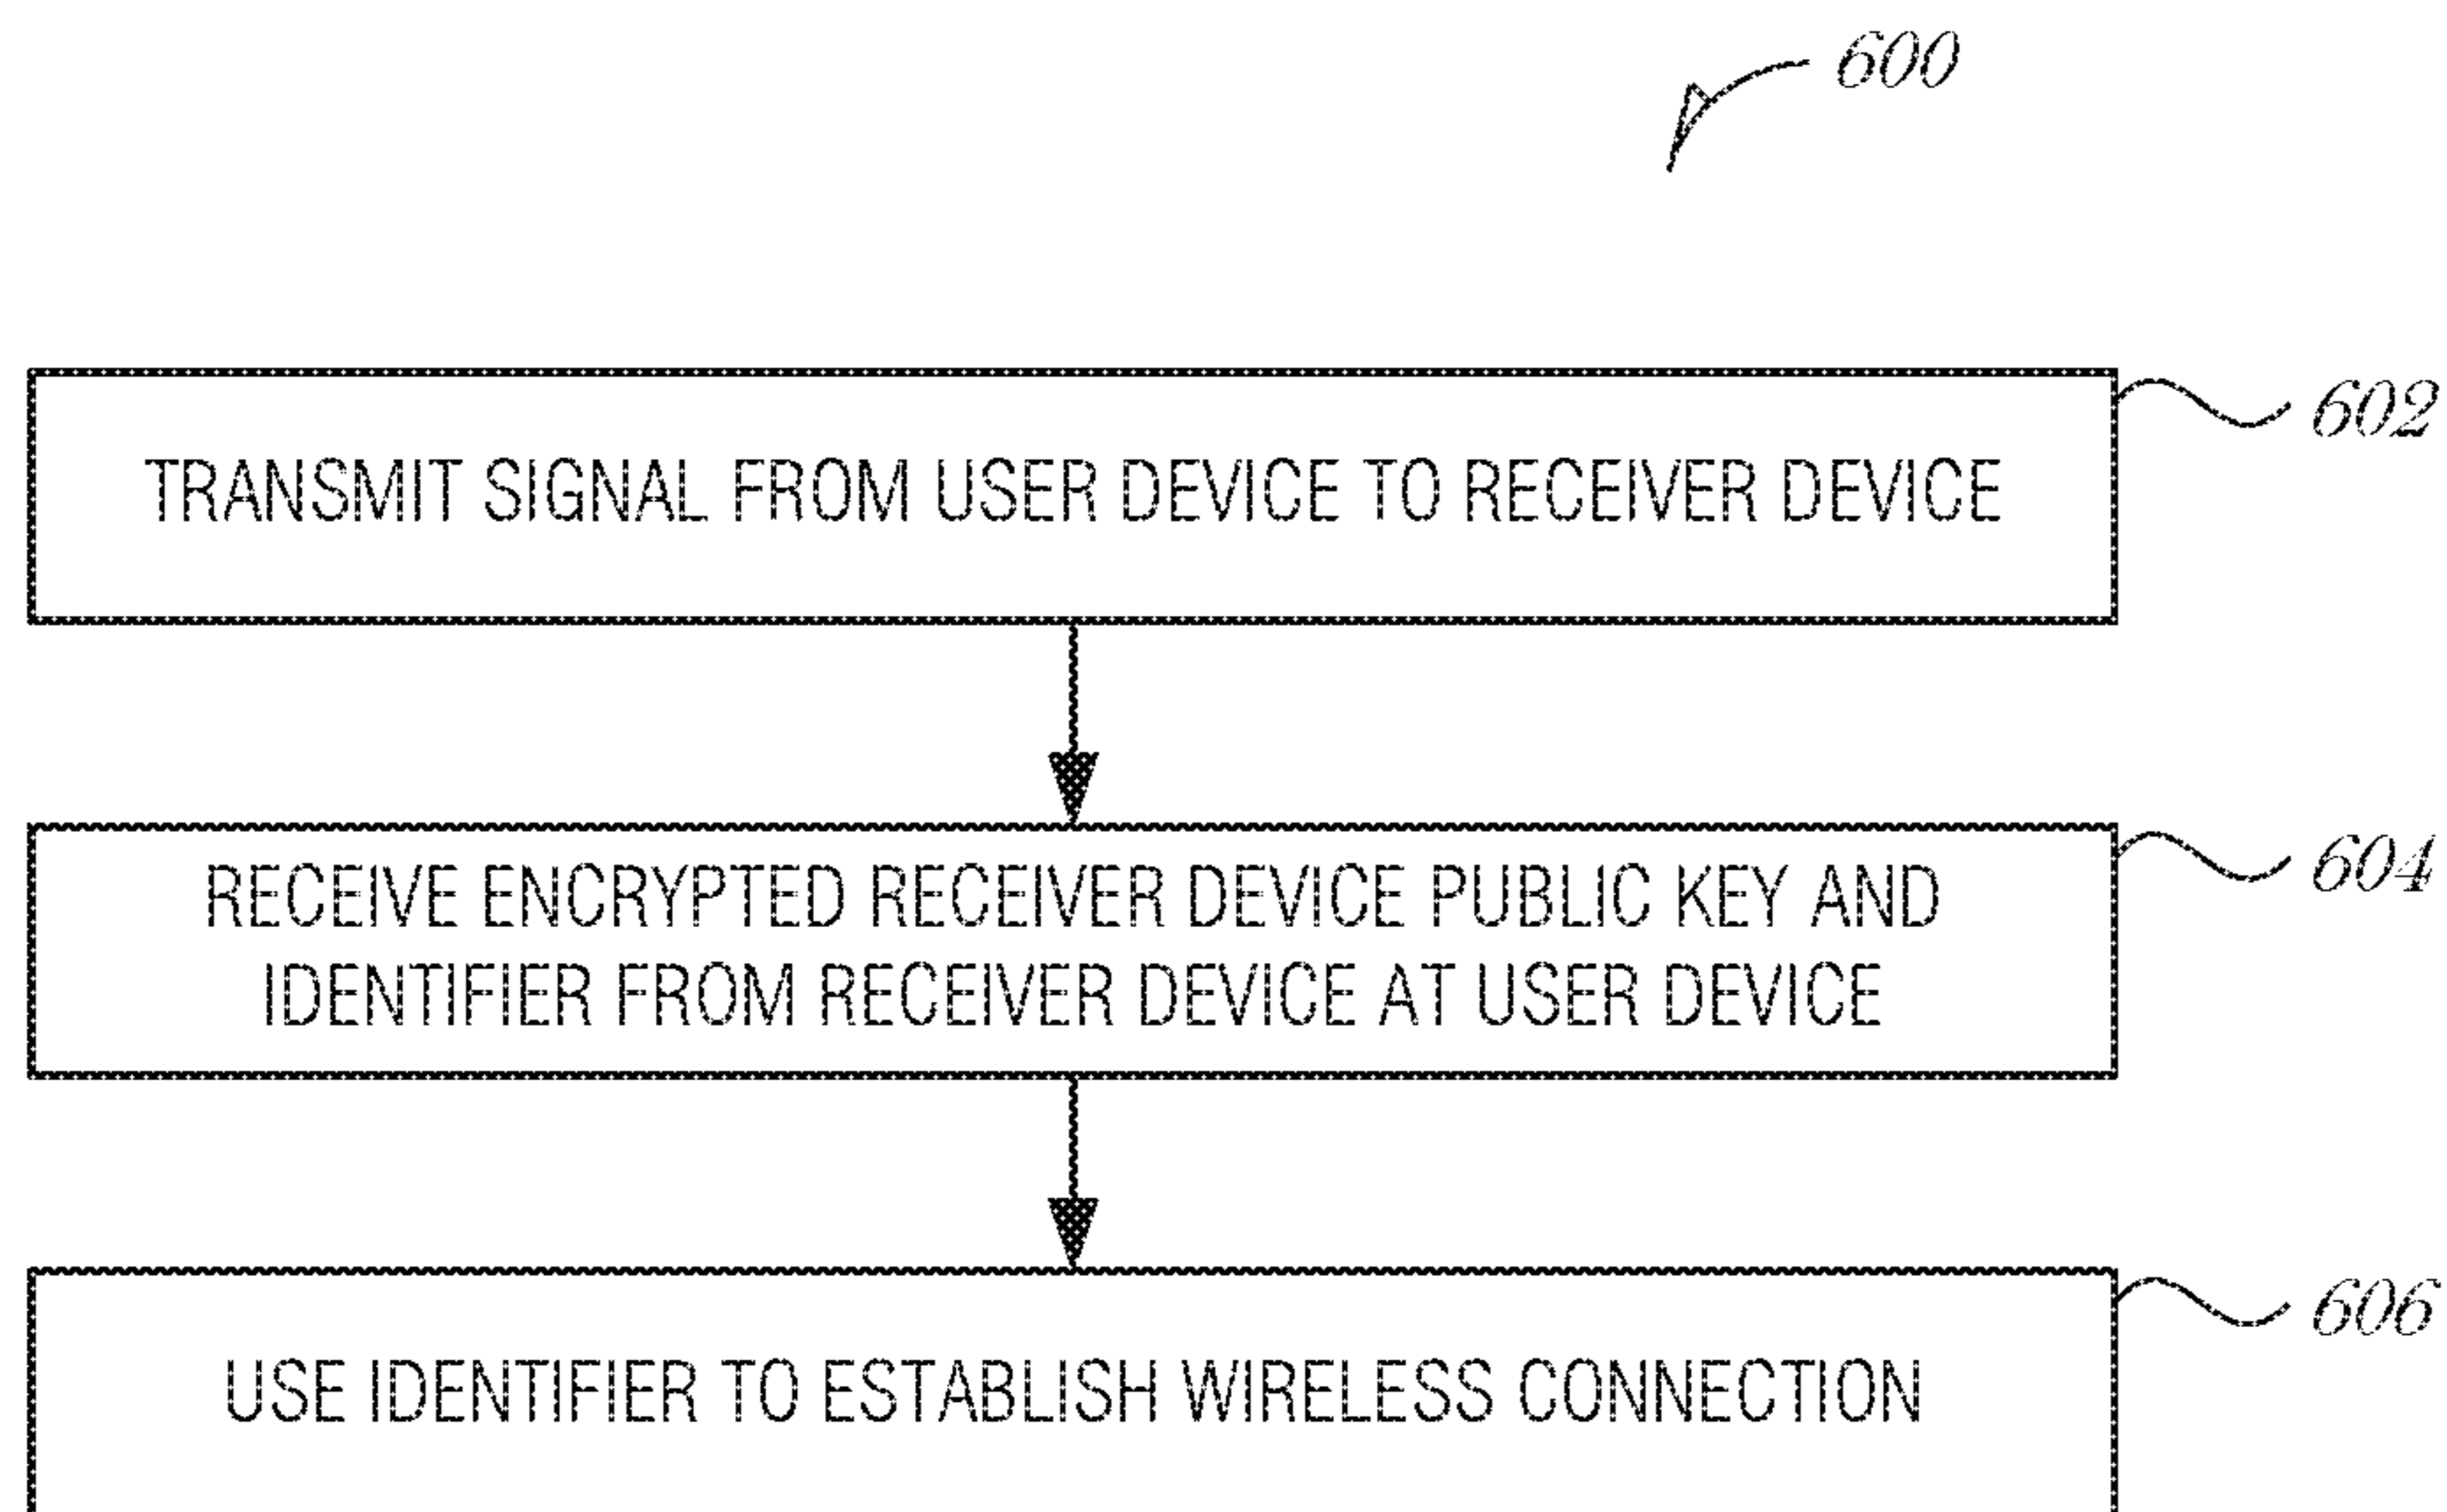 600
602
TRANSMIT SIGNAL FROM USER DEVICE TO RECEIVER DEVICE
604
RECEIVE ENCRYPTED RECEIVER DEVICE PUBLIC KEY AND
IDENTIFIER FROM RECEIVER DEVICE AT USER DEVICE
606
USE IDENTIFIER TO ESTABLISH WIRELESS CONNECTION